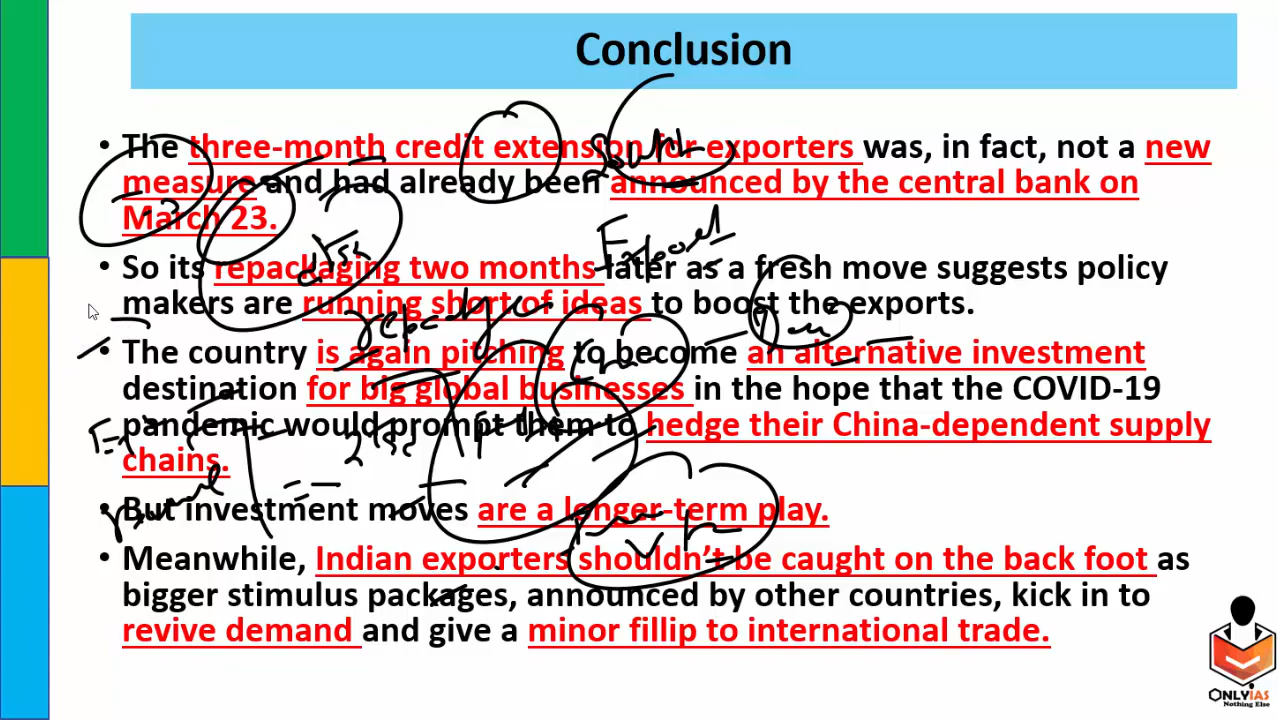 Conclusion
• The three-month credit extension for exporters was, in fact, not a new
measure and had already been announced by the central bank on
March 23.
• So its repackaging two months later as a fresh move suggests policy
makers are running short of ideas to boost the exports.
• The country is again pitching to become an alternative investment
destination for big global businesses in the hope that the COVID-19
pandemic would prompt them to hedge their China-dependent supply
chains.
• But investment moves are a longer-term play.
• Meanwhile, Indian exporters shouldn't be caught on the back foot as
bigger stimulus packages, announced by other countries, kick in to
revive demand and give a minor fillip to international trade.
ONLYIAS
Nothing Else